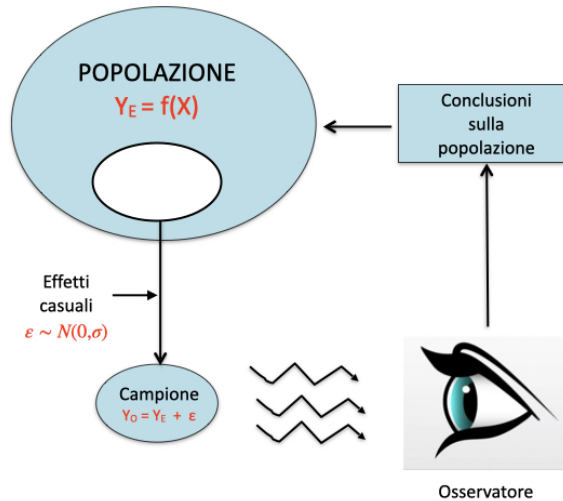 POPOLAZIONE
Y_E = f(X)
Conclusioni
sulla
popolazione
Effetti
casuali
ε ~ N(0,σ)
Campione
Y_O = Y_E + ε
Osservatore